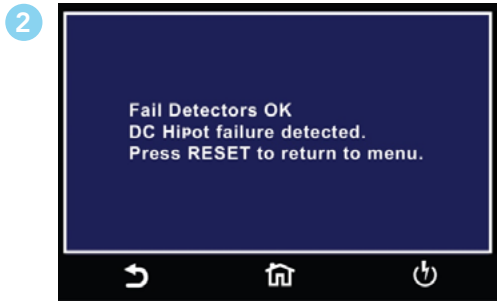 2
Fail Detectors OK
DC Hipot failure detected.
Press RESET to return to menu.